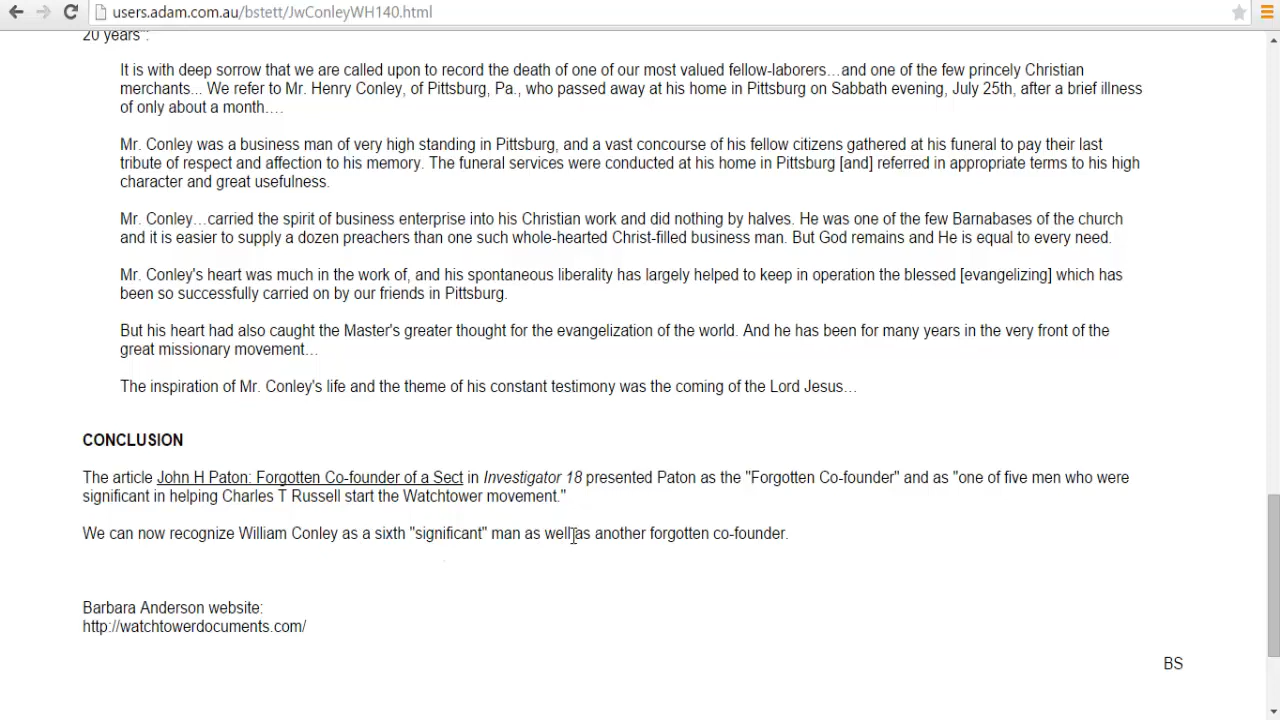 users.adam.com.au/bstett/JwConleyWH140.html
20 years":
It is with deep sorrow that we are called upon to record the death of one of our most valued fellow-laborers…and one of the few princely Christian
merchants... We refer to Mr. Henry Conley, of Pittsburg, Pa., who passed away at his home in Pittsburg on Sabbath evening, July 25th, after a brief illness
of only about a month.…
Mr. Conley was a business man of very high standing in Pittsburg, and a vast concourse of his fellow citizens gathered at his funeral to pay their last
tribute of respect and affection to his memory. The funeral services were conducted at his home in Pittsburg [and] referred in appropriate terms to his high
character and great usefulness.
Mr. Conley…carried the spirit of business enterprise into his Christian work and did nothing by halves. He was one of the few Barnabases of the church
and it is easier to supply a dozen preachers than one such whole-hearted Christ-filled business man. But God remains and He is equal to every need.
Mr. Conley's heart was much in the work of, and his spontaneous liberality has largely helped to keep in operation the blessed [evangelizing] which has
been so successfully carried on by our friends in Pittsburg.
But his heart had also caught the Master's greater thought for the evangelization of the world. And he has been for many years in the very front of the
great missionary movement…
The inspiration of Mr. Conley's life and the theme of his constant testimony was the coming of the Lord Jesus…
CONCLUSION
The article John H Paton: Forgotten Co-founder of a Sect in Investigator 18 presented Paton as the "Forgotten Co-founder" and as "one of five men who were
significant in helping Charles T Russell start the Watchtower movement."
We can now recognize William Conley as a sixth "significant" man as well as another forgotten co-founder.
Barbara Anderson website:
http://watchtowerdocuments.com/
BS